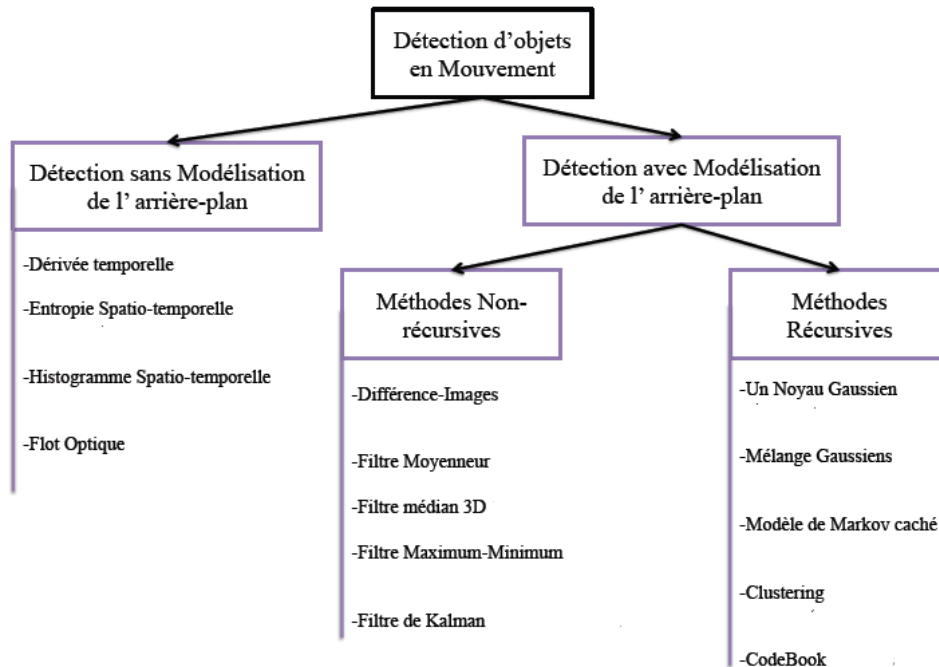 Détection d'objets
en Mouvement
Détection sans Modélisation
de l' arrière-plan
-Dérivée temporelle
-Entropie Spatio-temporelle
-Histogramme Spatio-temporelle
-Flot Optique
Détection avec Modélisation
de l' arrière-plan
Méthodes Non-
récursives
-Différence-Images
-Filtre Moyenneur
-Filtre médian 3D
-Filtre Maximum-Minimum
-Filtre de Kalman
Méthodes
Récursives
-Un Noyau Gaussien
-Mélange Gaussiens
-Modèle de Markov caché
-Clustering
-CodeBook